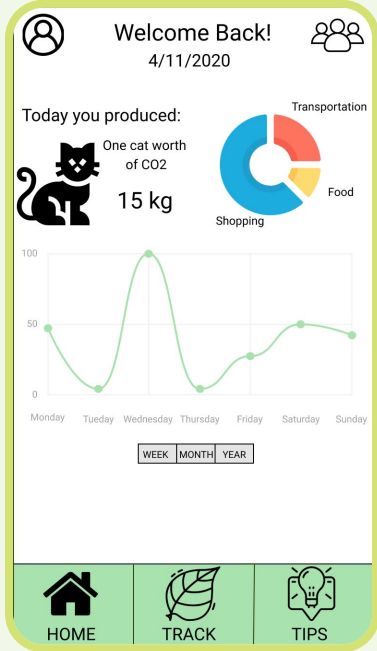 Welcome Back!
4/11/2020
Today you produced:
One cat worth
of CO2
15 kg
Transportation
Food
Shopping
100
50
0
Monday Tueday Wednesday Thursday Friday Saturday Sunday
WEEK MONTH YEAR
HOME TRACK TIPS